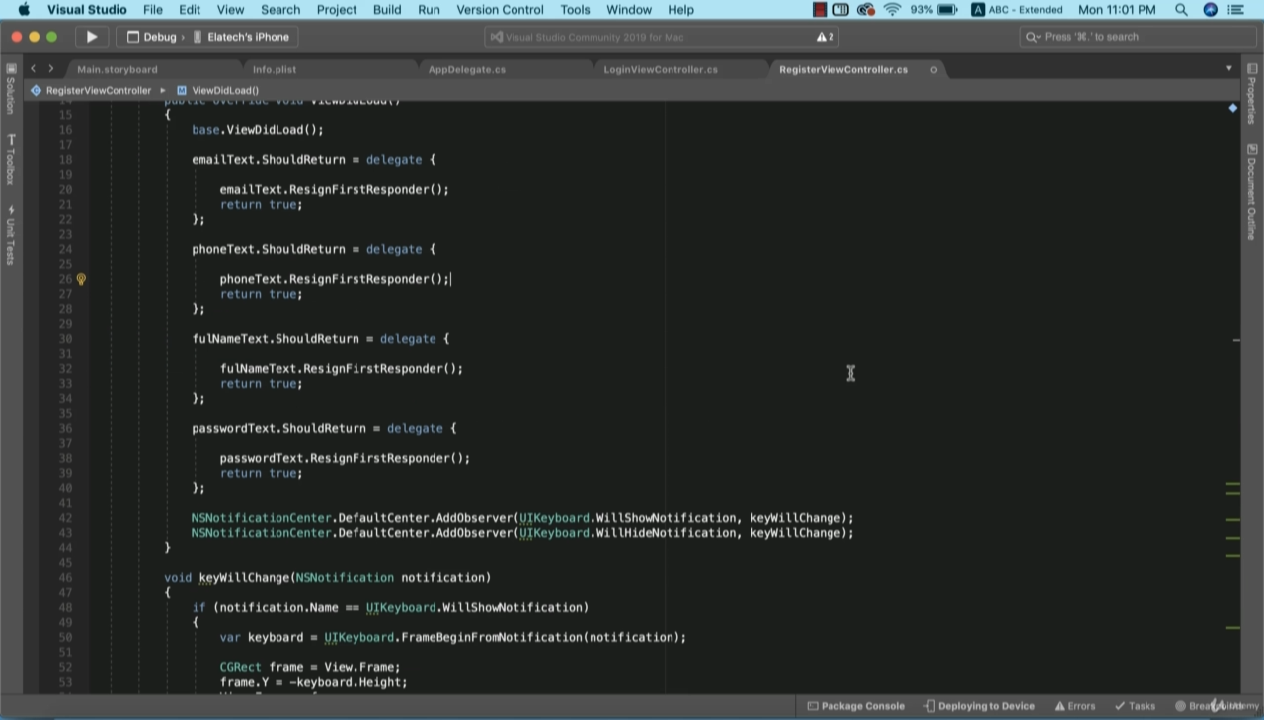 Visual Studio File Edit View Search Project Build Run Version Control Tools Window Help 93% A ABC - Extended Mon 11:01 PM
Debug › Elatech's iPhone Visual Studio Community 2019 for Mac 2 Press '⌘.' to search
Main.storyboard Info.plist AppDelegate.cs LoginViewController.cs RegisterViewController.cs
RegisterViewController ▸ M ViewDidLoad()
Solution
Toolbox
Unit Tests
Properties
Document Outline
14 public override void ViewDidLoad()
15 {
16 base.ViewDidLoad();
17
18 emailText.ShouldReturn = delegate {
19
20 emailText.ResignFirstResponder();
21 return true;
22 };
23
24 phoneText.ShouldReturn = delegate {
25
26 phoneText.ResignFirstResponder();
27 return true;
28 };
29
30 fulNameText.ShouldReturn = delegate {
31
32 fulNameText.ResignFirstResponder();
33 return true;
34 };
35
36 passwordText.ShouldReturn = delegate {
37
38 passwordText.ResignFirstResponder();
39 return true;
40 };
41
42 NSNotificationCenter.DefaultCenter.AddObserver(UIKeyboard.WillShowNotification, keyWillChange);
43 NSNotificationCenter.DefaultCenter.AddObserver(UIKeyboard.WillHideNotification, keyWillChange);
44 }
45
46 void keyWillChange(NSNotification notification)
47 {
48 if (notification.Name == UIKeyboard.WillShowNotification)
49 {
50 var keyboard = UIKeyboard.FrameBeginFromNotification(notification);
51
52 CGRect frame = View.Frame;
53 frame.Y = -keyboard.Height;
Package Console Deploying to Device Errors Tasks Udemy